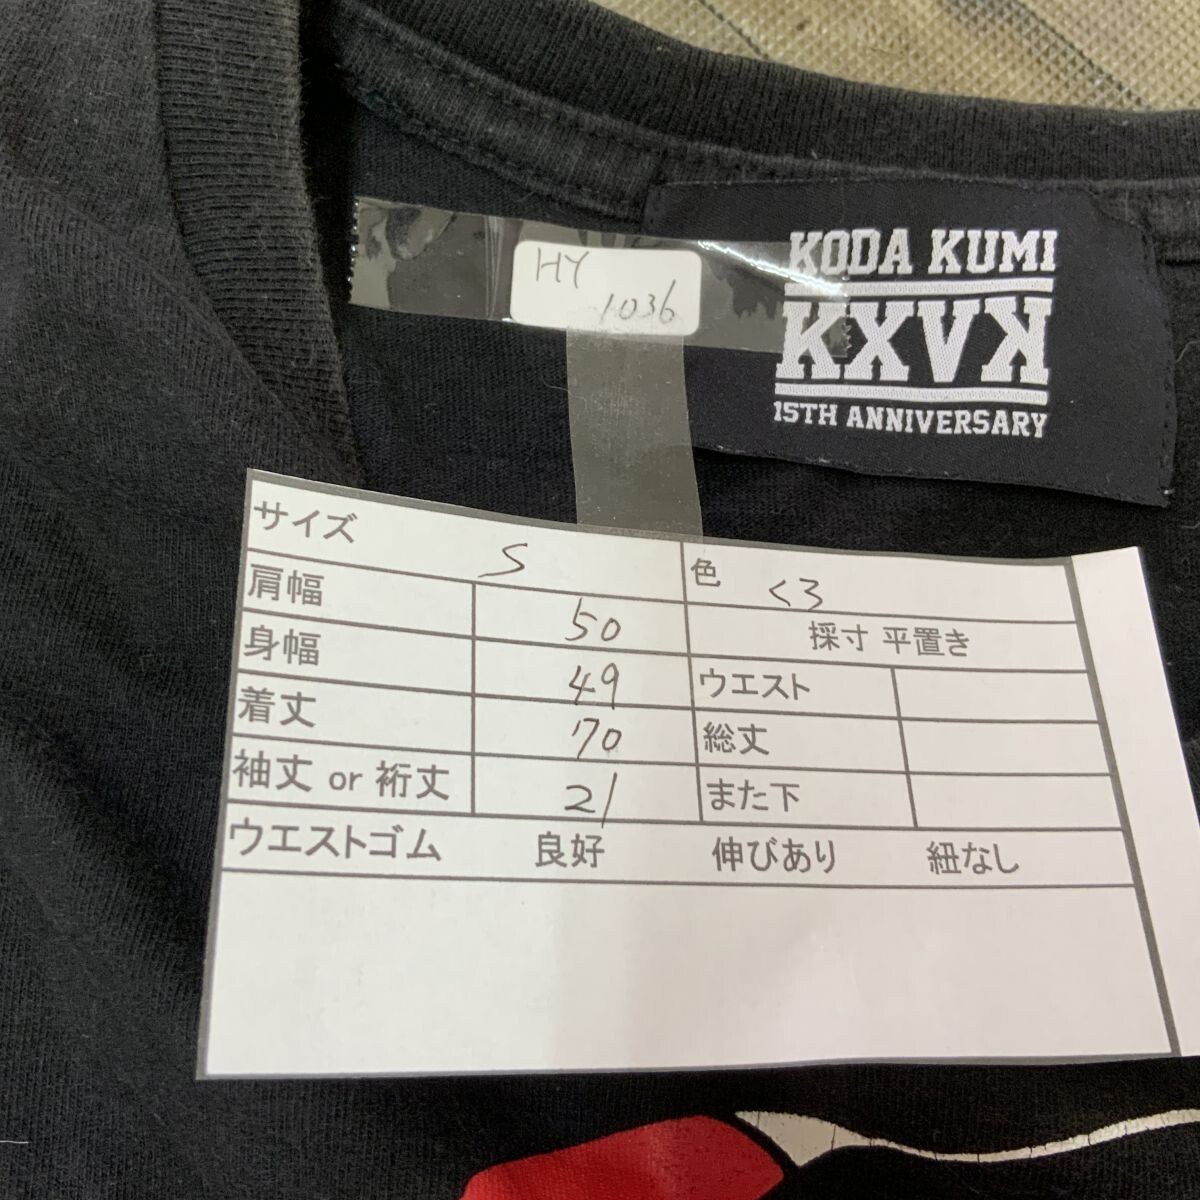 KODA KUMI
KXVK
15TH ANNIVERSARY
HY
1036
サイズ S 色 くろ
肩幅 50 採寸 平置き
身幅 49 ウエスト
着丈 70 総丈
袖丈 or 裄丈 21 また下
ウエストゴム 良好 伸びあり 紐なし